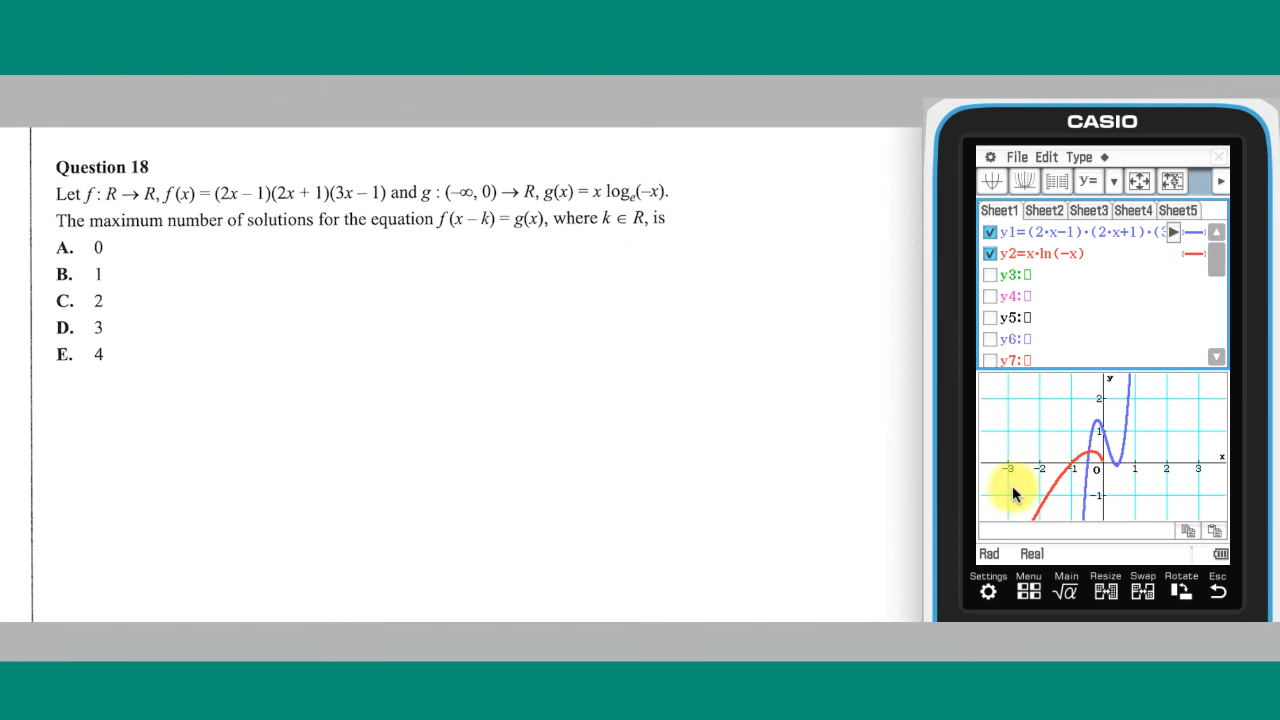 Question 18
Let f : R → R, f(x) = (2x – 1)(2x + 1)(3x – 1) and g : (–∞, 0) → R, g(x) = x logₑ(–x).
The maximum number of solutions for the equation f(x – k) = g(x), where k ∈ R, is
A. 0
B. 1
C. 2
D. 3
E. 4
CASIO
File Edit Type
Y=
Sheet1 Sheet2 Sheet3 Sheet4 Sheet5
y1=(2·x−1)·(2·x+1)·(3
y2=x·ln(−x)
y3:
y4:
y5:
y6:
y7:
y
2
1
x
-3 -2 -1 O 1 2 3
-1
Rad Real
Settings Menu Main Resize Swap Rotate Esc
√α